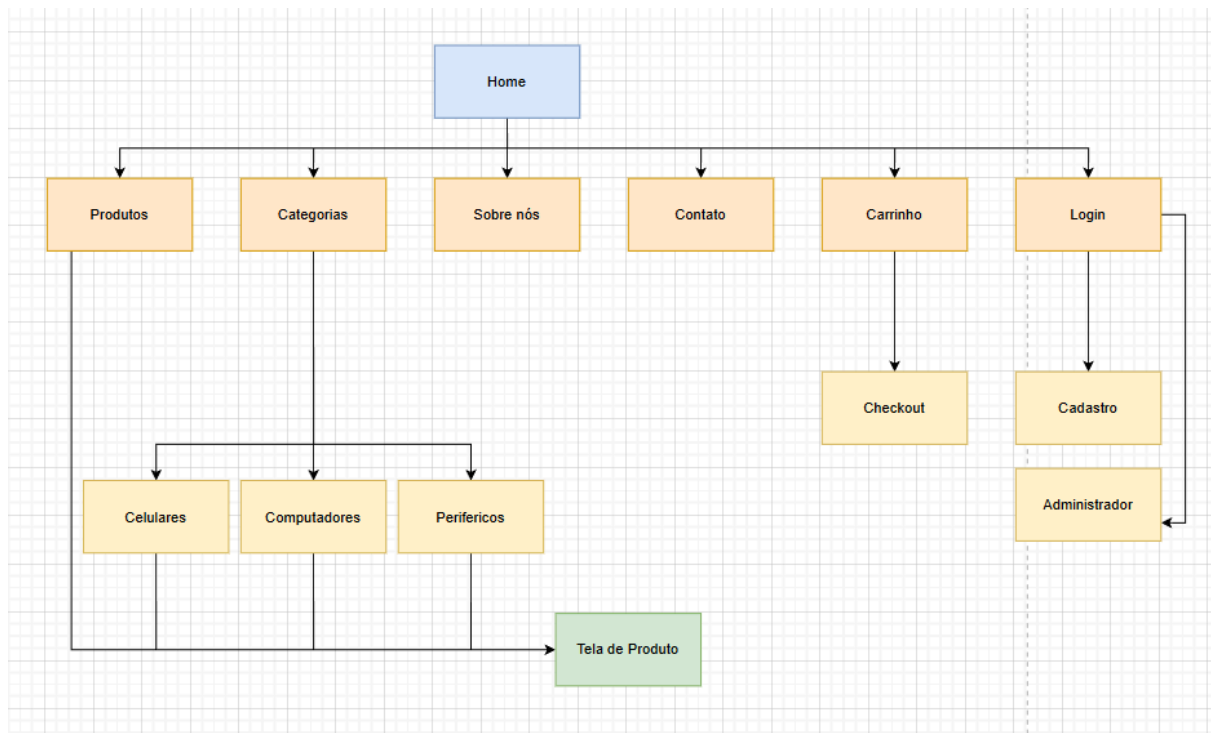 Home
Produtos
Categorias
Sobre nós
Contato
Carrinho
Login
Checkout
Cadastro
Celulares
Computadores
Perifericos
Administrador
Tela de Produto